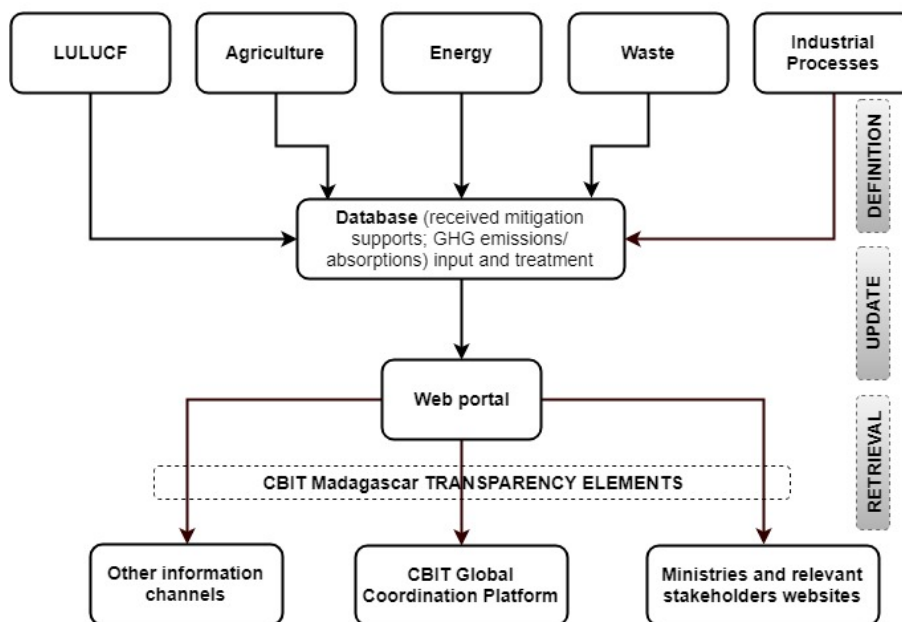 LULUCF
Agriculture
Energy
Waste
Industrial
Processes
DEFINITION
Database (received mitigation
supports; GHG emissions/
absorptions) input and treatment
UPDATE
Web portal
RETRIEVAL
CBIT Madagascar TRANSPARENCY ELEMENTS
Other information
channels
CBIT Global
Coordination Platform
Ministries and relevant
stakeholders websites